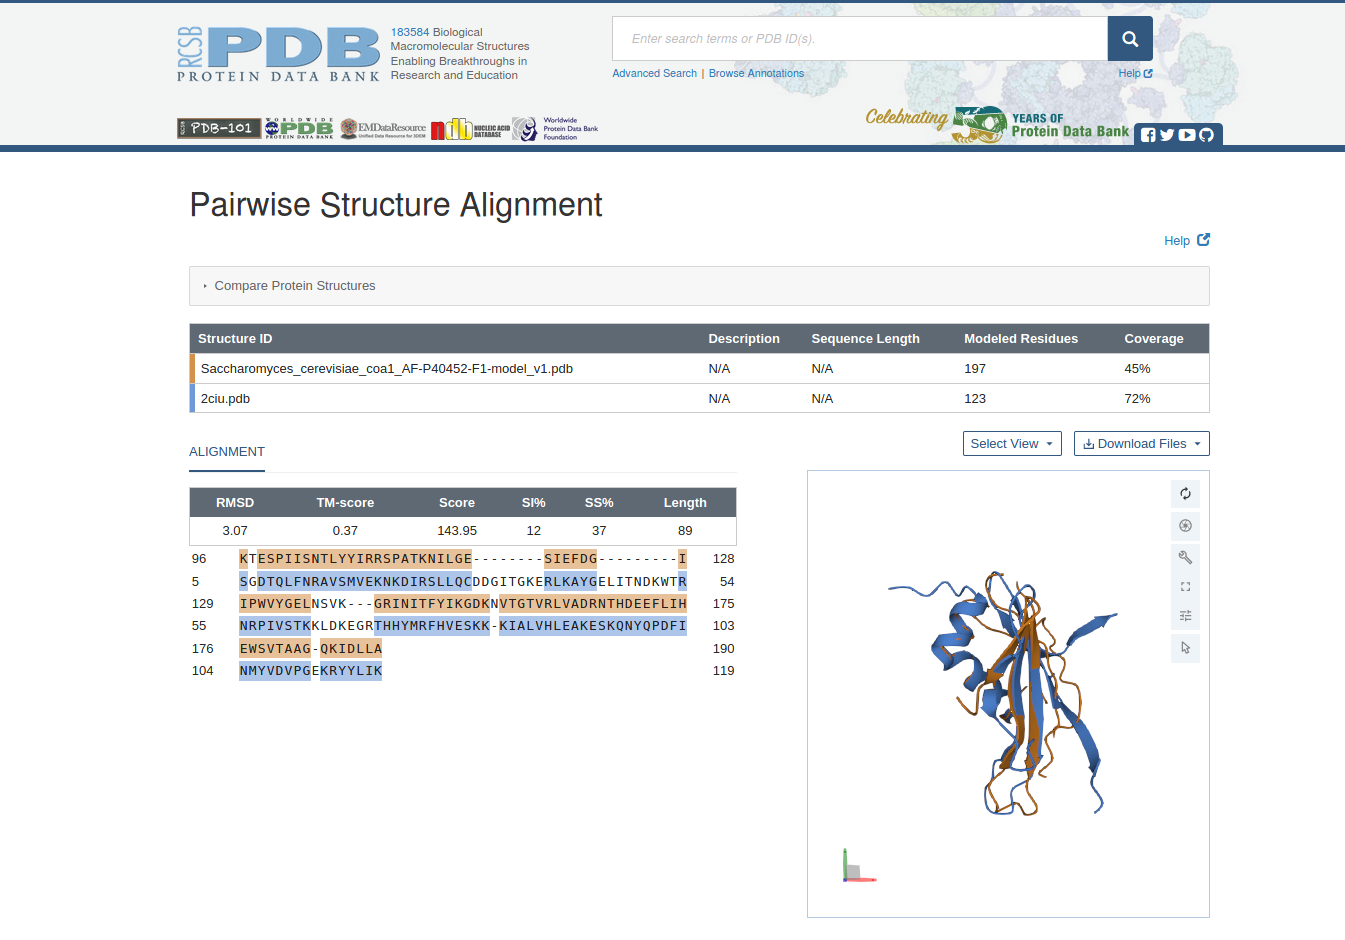 RCSB PDB
PROTEIN DATA BANK
183584 Biological
Macromolecular Structures
Enabling Breakthroughs in
Research and Education
Enter search terms or PDB ID(s).
Advanced Search | Browse Annotations
Help
PDB-101
WORLDWIDE
PDB
PROTEIN DATA BANK
EMDataResource
Unified Data Resource for 3DEM
ndb
NUCLEIC ACID
DATABASE
Worldwide
Protein Data Bank
Foundation
Celebrating
YEARS OF
Protein Data Bank
Pairwise Structure Alignment
Help
Compare Protein Structures
Structure ID Description Sequence Length Modeled Residues Coverage
Saccharomyces_cerevisiae_coa1_AF-P40452-F1-model_v1.pdb N/A N/A 197 45%
2ciu.pdb N/A N/A 123 72%
Select View Download Files
ALIGNMENT
RMSD TM-score Score SI% SS% Length
3.07 0.37 143.95 12 37 89
96 KTESPIISNTLYYIRRSPATKNILGE--------SIEFDG---------I 128
5 SGDTQLFNRAVSMVEKNKDIRSLLQCDDGITGKERLKAYGELITNDKWTR 54
129 IPWVYGELNSVK---GRINITFYIKGDKNVTGTVRLVADRNTHDEEFLIH 175
55 NRPIVSTKKLDKEGRTHHYMRFHVESKK-KIALVHLEAKESKQNYQPDFI 103
176 EWSVTAAG-QKIDLLA 190
104 NMYVDVPGEKRYYLIK 119